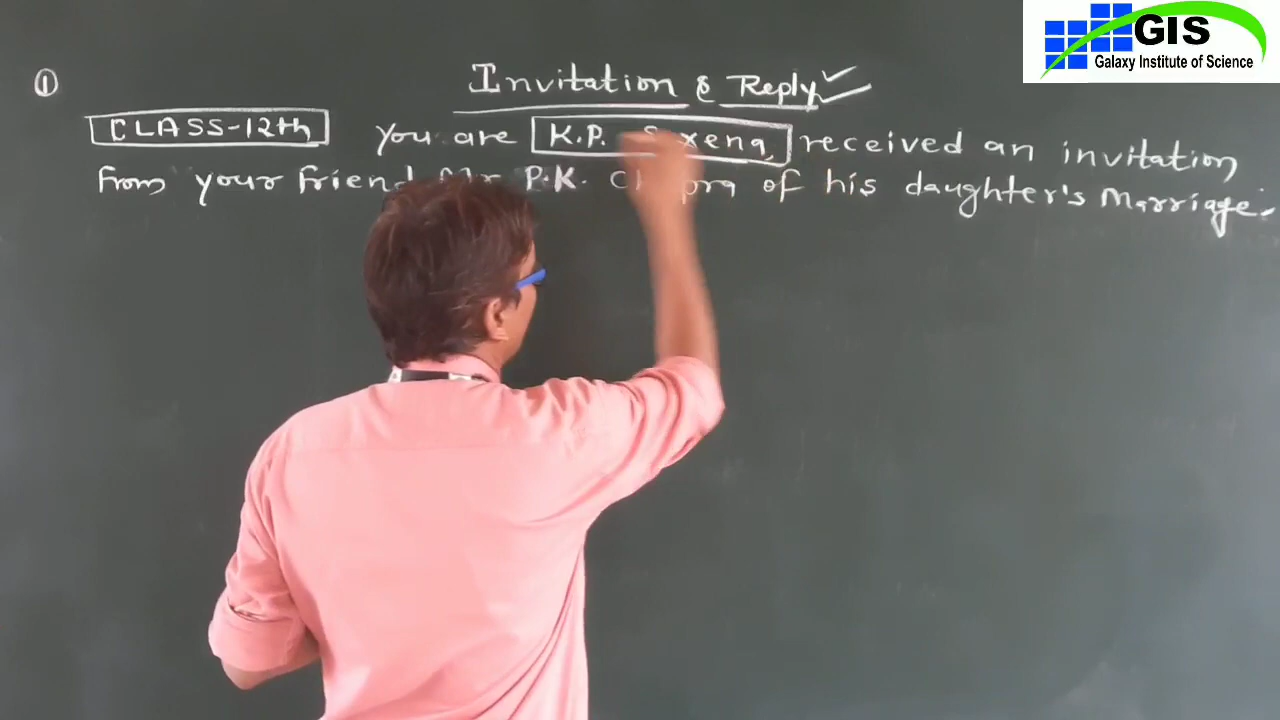 GIS
Galaxy Institute of Science
① Invitation & Reply
CLASS-12th You are K.P. received an invitation
from your friend P.K. of his daughter's Marriage.